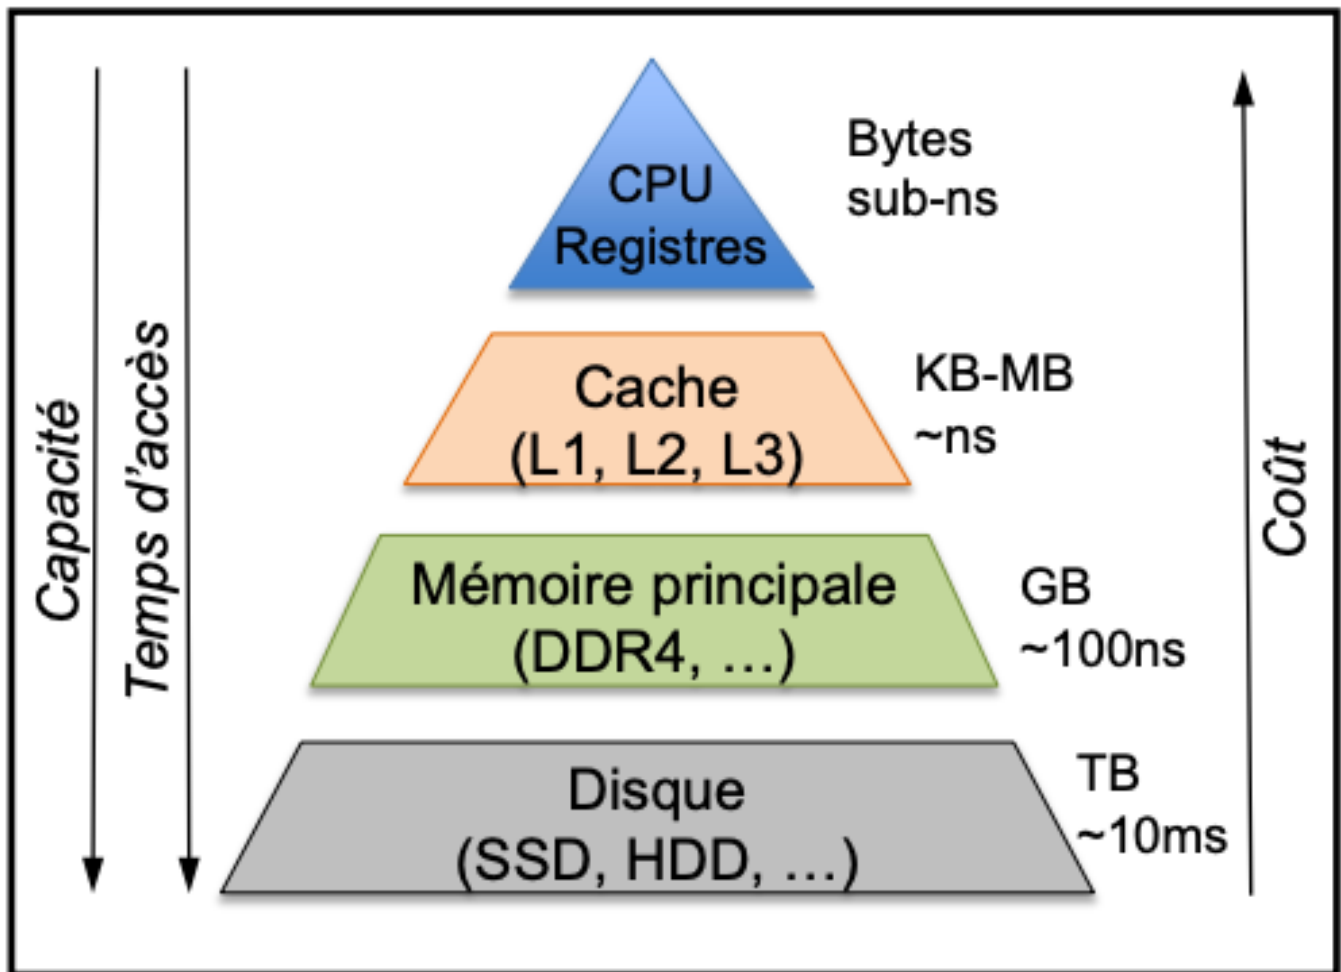 Capacité
Temps d'accès
CPU
Registres
Bytes
sub-ns
Cache
(L1, L2, L3)
KB-MB
~ns
Mémoire principale
(DDR4, …)
GB
~100ns
Disque
(SSD, HDD, …)
TB
~10ms
Coût